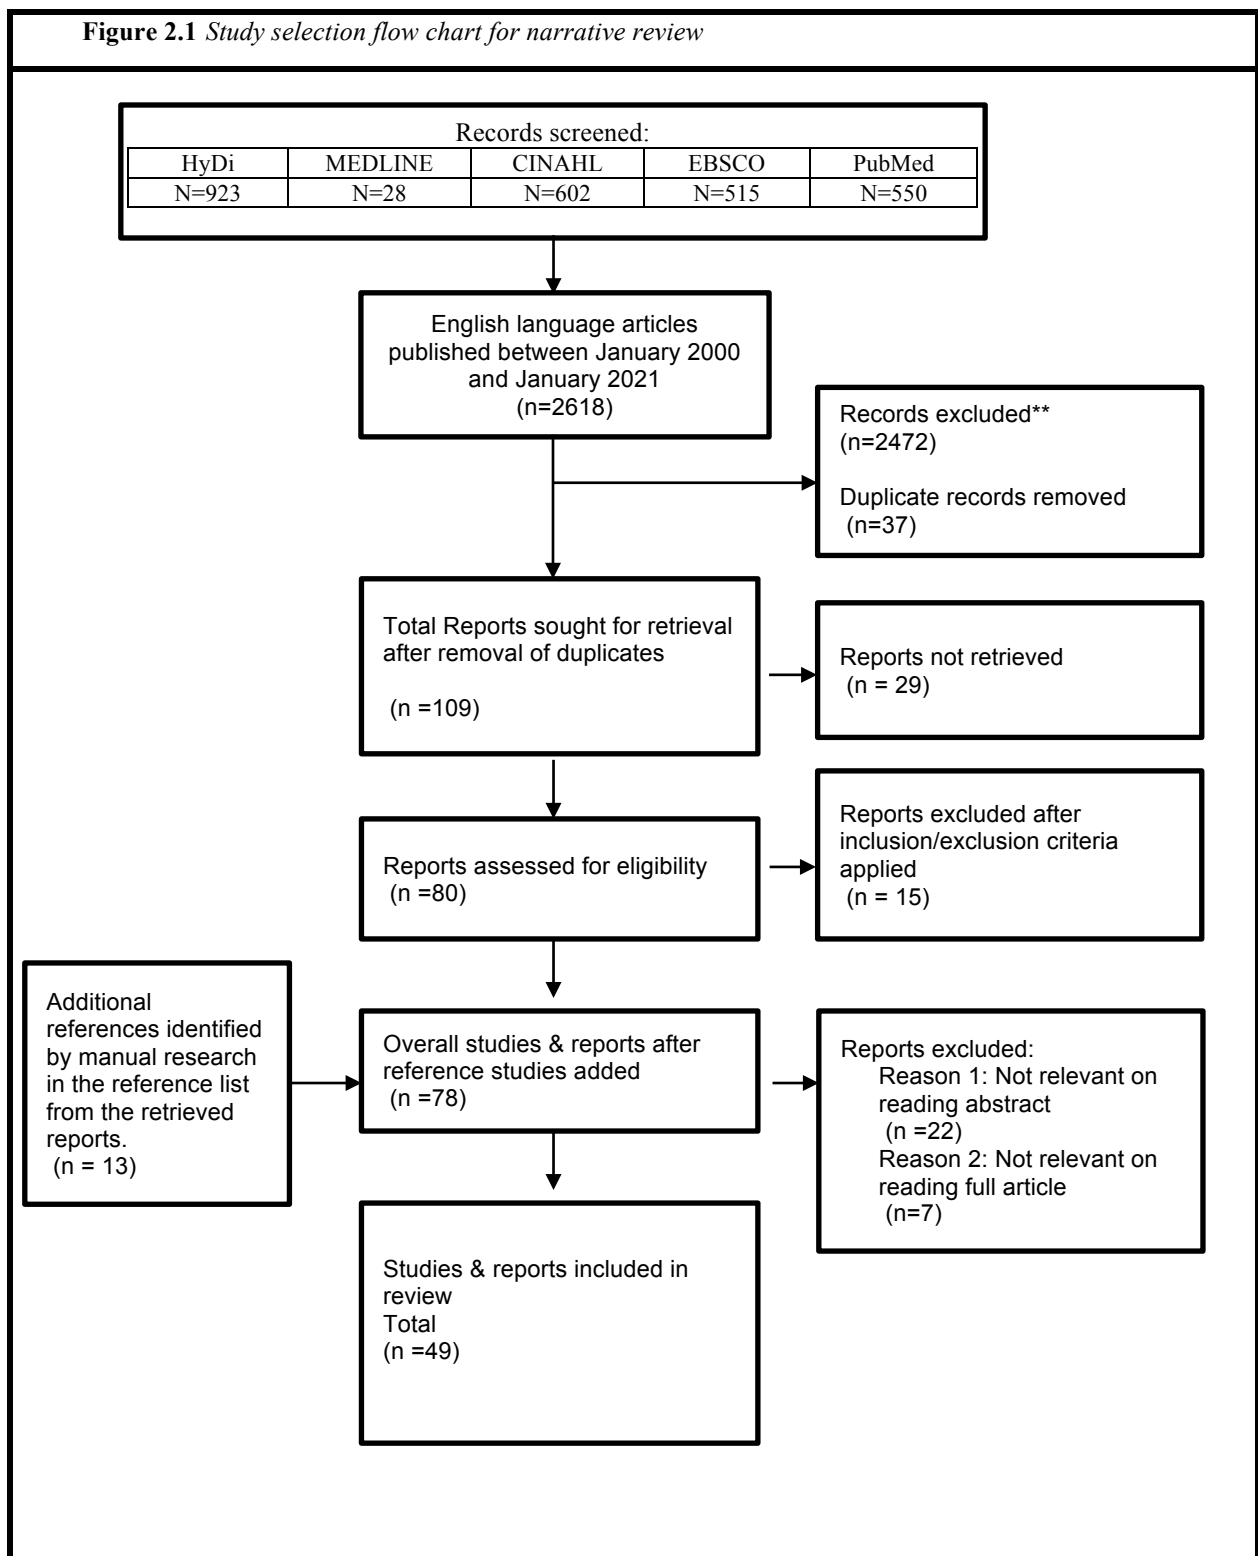 Figure 2.1 Study selection flow chart for narrative review
Records screened:
HyDi MEDLINE CINAHL EBSCO PubMed
N=923 N=28 N=602 N=515 N=550
English language articles
published between January 2000
and January 2021
(n=2618)
Records excluded**
(n=2472)
Duplicate records removed
(n=37)
Total Reports sought for retrieval
after removal of duplicates
(n =109)
Reports not retrieved
(n = 29)
Reports assessed for eligibility
(n =80)
Reports excluded after
inclusion/exclusion criteria
applied
(n = 15)
Additional
references identified
by manual research
in the reference list
from the retrieved
reports.
(n = 13)
Overall studies & reports after
reference studies added
(n =78)
Reports excluded:
Reason 1: Not relevant on
reading abstract
(n =22)
Reason 2: Not relevant on
reading full article
(n=7)
Studies & reports included in
review
Total
(n =49)